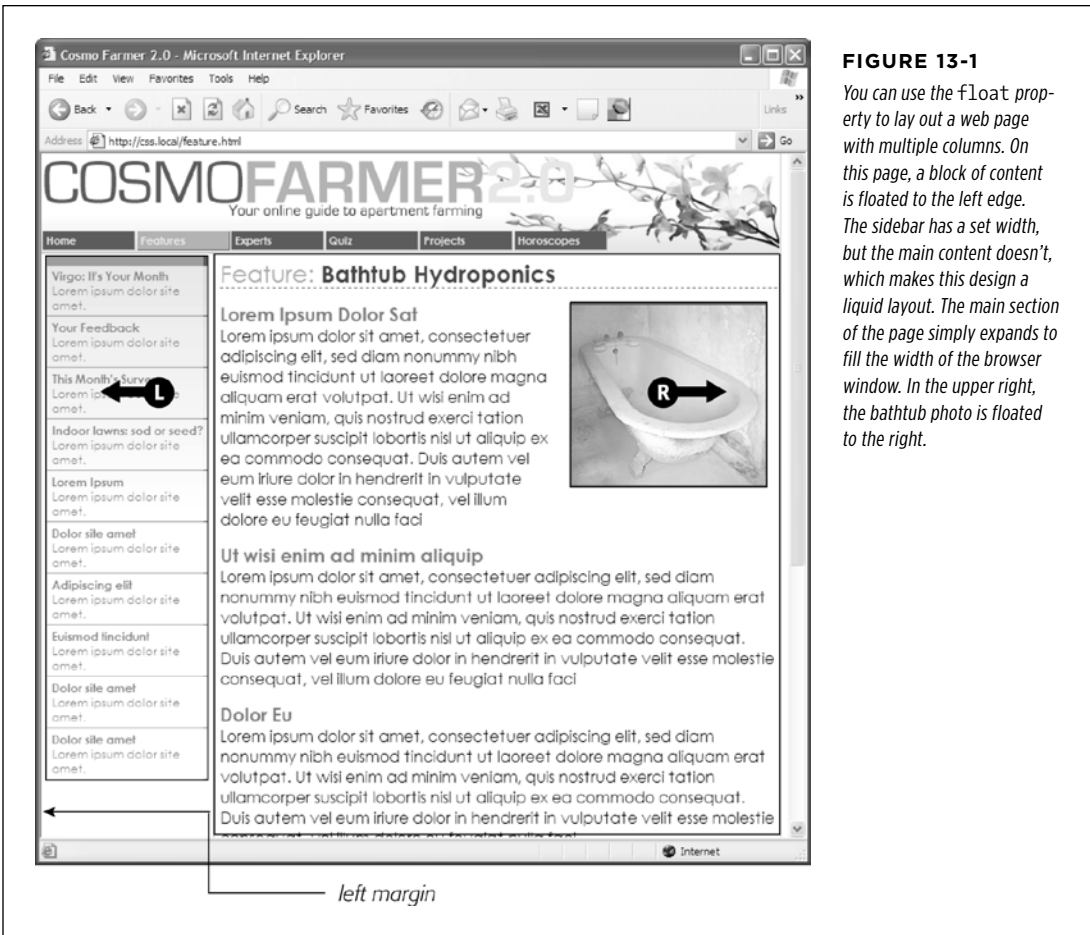 Cosmo Farmer 2.0 - Microsoft Internet Explorer
File Edit View Favorites Tools Help
Back Search Favorites Links
Address http://css.local/feature.html Go
COSMOFARMER2.0
Your online guide to apartment farming
Home Features Experts Quiz Projects Horoscopes
Virgo: It's Your Month
Lorem ipsum dolor site
amet.
Your Feedback
Lorem ipsum dolor site
amet.
This Month's Survey
Lorem
amet.
L
Indoor lawns: sod or seed?
Lorem ipsum dolor site
amet.
Lorem Ipsum
Lorem ipsum dolor site
amet.
Dolor site amet
Lorem ipsum dolor site
amet.
Adipiscing elit
Lorem ipsum dolor site
amet.
Euismod tincidunt
Lorem ipsum dolor site
amet.
Dolor site amet
Lorem ipsum dolor site
amet.
Dolor site amet
Lorem ipsum dolor site
amet.
Feature: Bathtub Hydroponics
Lorem Ipsum Dolor Sat
Lorem ipsum dolor sit amet, consectetuer
adipiscing elit, sed diam nonummy nibh
euismod tincidunt ut laoreet dolore magna
aliquam erat volutpat. Ut wisi enim ad
minim veniam, quis nostrud exerci tation
ullamcorper suscipit lobortis nisl ut aliquip ex
ea commodo consequat. Duis autem vel
eum iriure dolor in hendrerit in vulputate
velit esse molestie consequat, vel illum
dolore eu feugiat nulla faci
R
Ut wisi enim ad minim aliquip
Lorem ipsum dolor sit amet, consectetuer adipiscing elit, sed diam
nonummy nibh euismod tincidunt ut laoreet dolore magna aliquam erat
volutpat. Ut wisi enim ad minim veniam, quis nostrud exerci tation
ullamcorper suscipit lobortis nisl ut aliquip ex ea commodo consequat.
Duis autem vel eum iriure dolor in hendrerit in vulputate velit esse molestie
consequat, vel illum dolore eu feugiat nulla faci
Dolor Eu
Lorem ipsum dolor sit amet, consectetuer adipiscing elit, sed diam
nonummy nibh euismod tincidunt ut laoreet dolore magna aliquam erat
volutpat. Ut wisi enim ad minim veniam, quis nostrud exerci tation
ullamcorper suscipit lobortis nisl ut aliquip ex ea commodo consequat.
Duis autem vel eum iriure dolor in hendrerit in vulputate velit esse molestie
Internet
left margin
FIGURE 13-1
You can use the float prop-
erty to lay out a web page
with multiple columns. On
this page, a block of content
is floated to the left edge.
The sidebar has a set width,
but the main content doesn't,
which makes this design a
liquid layout. The main section
of the page simply expands to
fill the width of the browser
window. In the upper right,
the bathtub photo is floated
to the right.